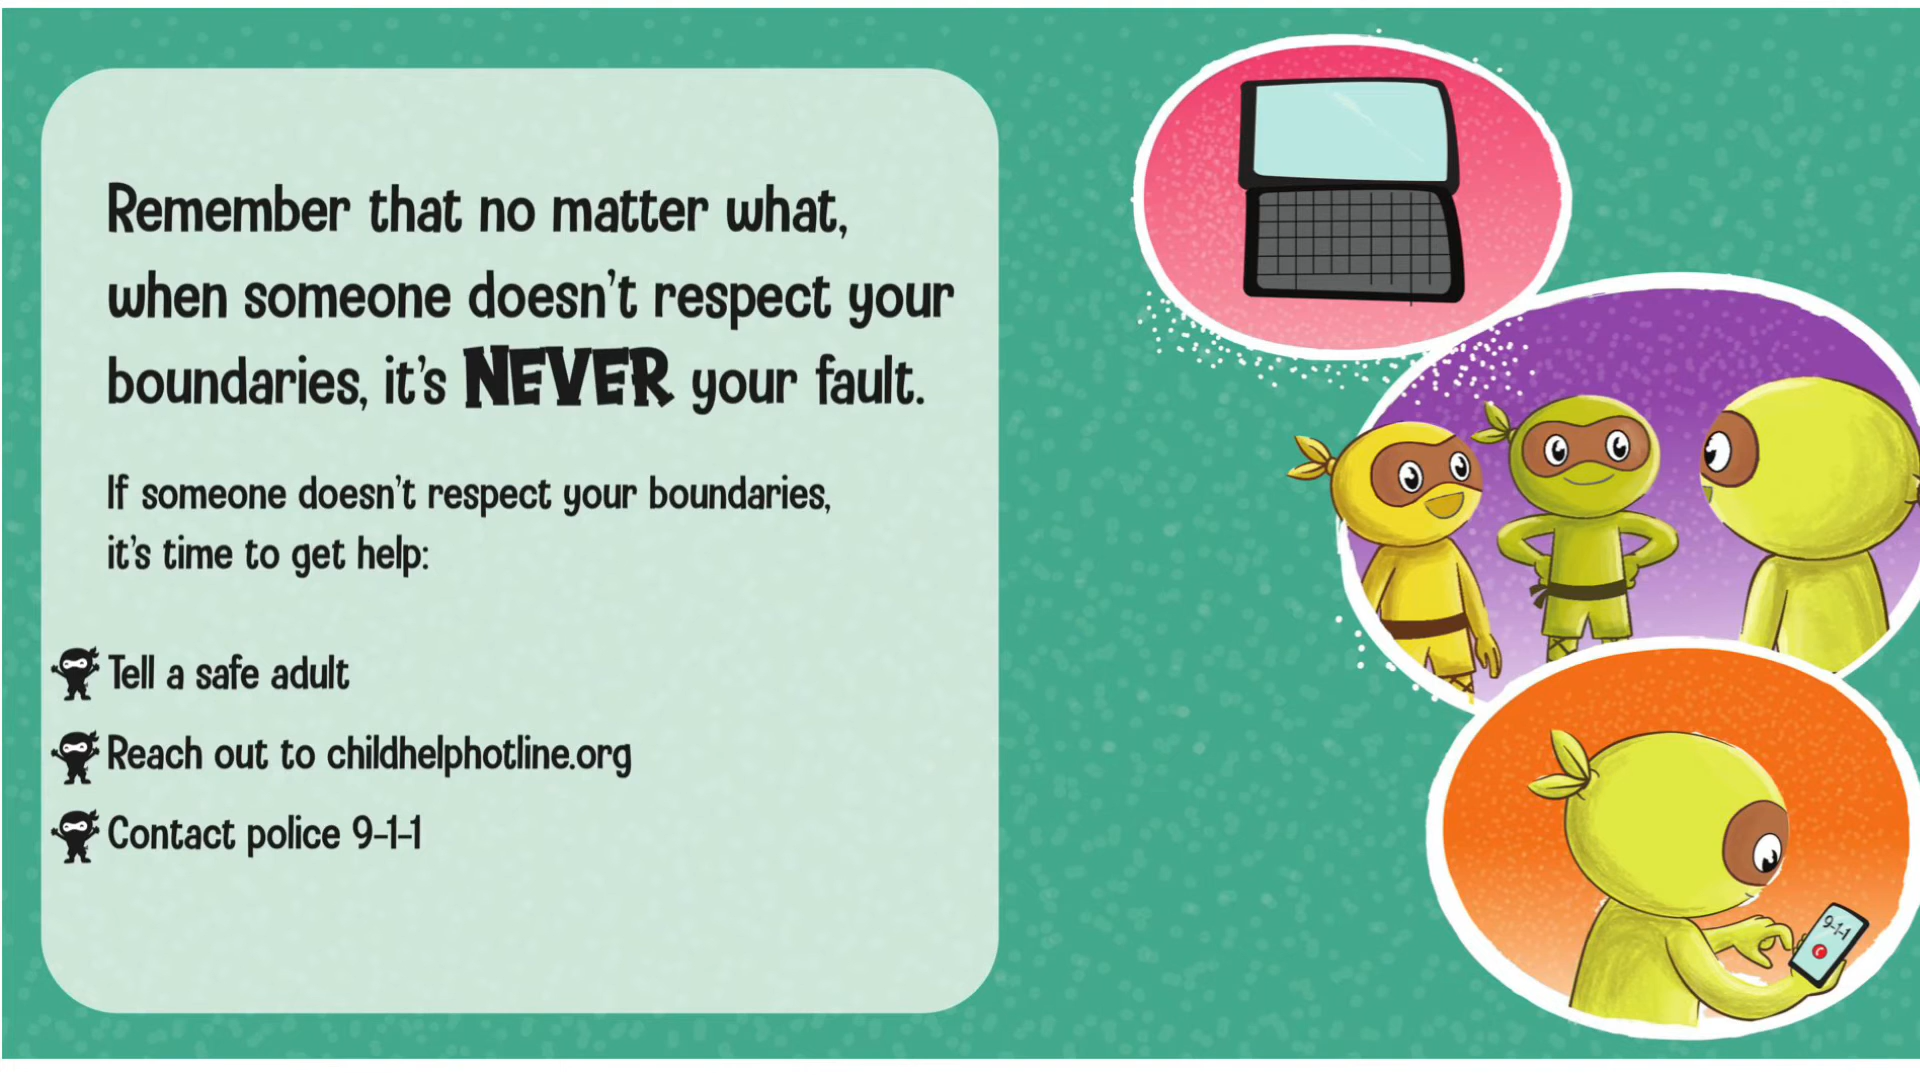 Remember that no matter what,
when someone doesn't respect your
boundaries, it's NEVER your fault.
If someone doesn't respect your boundaries,
it's time to get help:
Tell a safe adult
Reach out to childhelphotline.org
Contact police 9-1-1
9-1-1